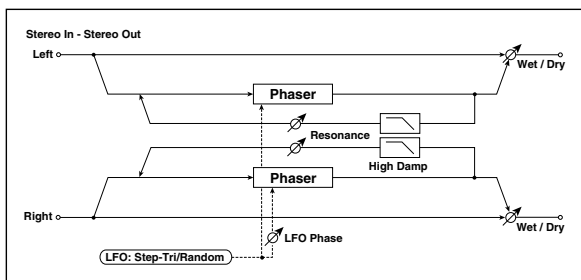 Stereo In - Stereo Out
Left
Wet / Dry
Phaser
Resonance
High Damp
Phaser
Right
Wet / Dry
LFO Phase
LFO: Step-Tri/Random